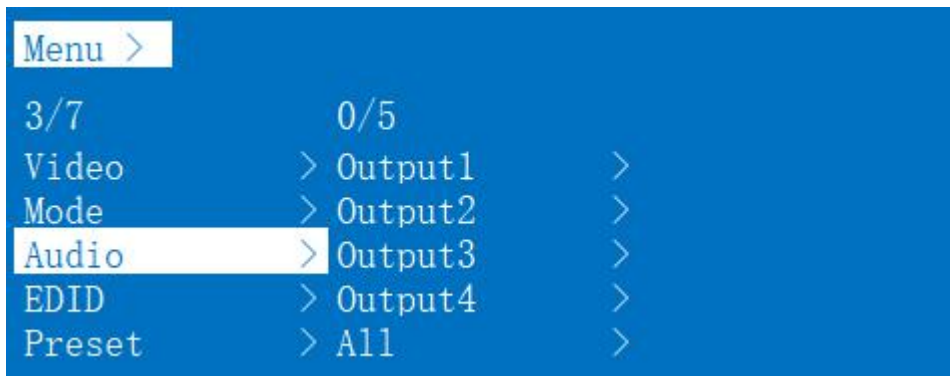 Menu >
3/7 0/5
Video > Output1 >
Mode > Output2 >
Audio > Output3 >
EDID > Output4 >
Preset > All >